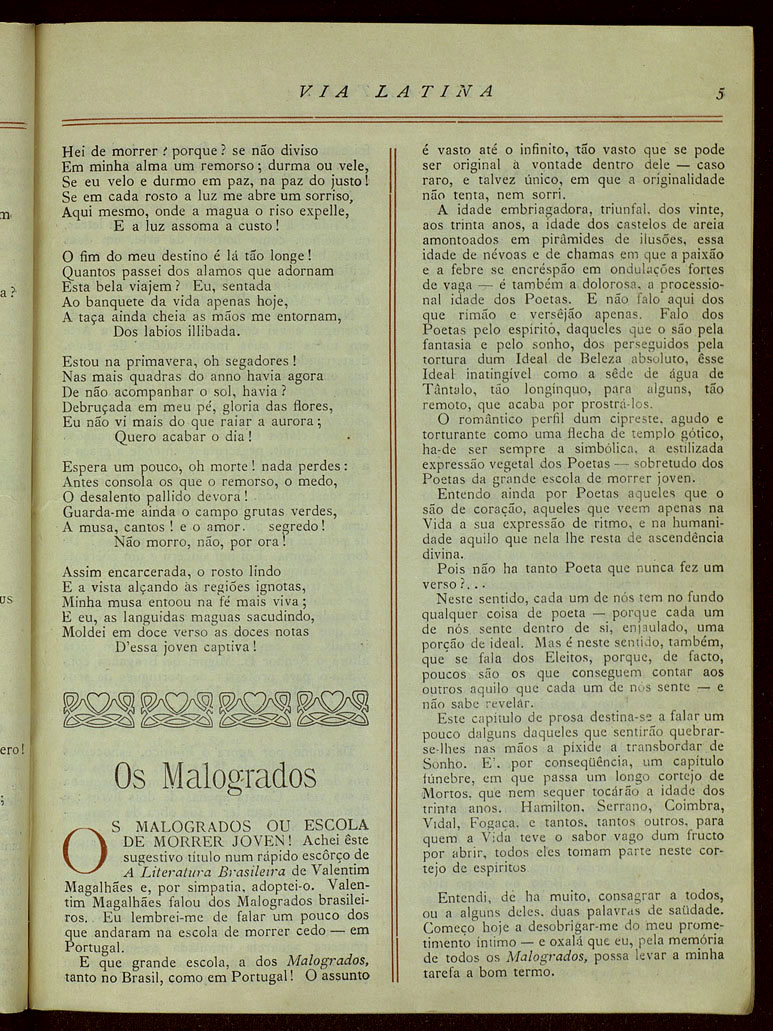 VIA LATINA
5
Hei de morrer! porque? se não diviso
Em minha alma um remorso; durma ou vele,
Se eu velo e durmo em paz, na paz do justo!
Se em cada rosto a luz me abre um sorriso,
Aqui mesmo, onde a magua o riso expelle,
E a luz assoma a custo!
O fim do meu destino é lá tão longe!
Quantos passei dos alamos que adornam
Esta bela viajem? Eu, sentada
Ao banquete da vida apenas hoje,
A taça ainda cheia as mãos me entornam,
Dos labios illibada.
Estou na primavera, oh segadores!
Nas mais quadras do anno havia agora
De não acompanhar o sol, havia?
Debruçada em meu pé, gloria das flores,
Eu não vi mais do que raiar a aurora;
Quero acabar o dia!
Espera um pouco, oh morte! nada perdes:
Antes consola os que o remorso, o medo,
O desalento pallido devora!
Guarda-me ainda o campo grutas verdes,
A musa, cantos! e o amor. segredo!
Não morro, não, por ora!
Assim encarcerada, o rosto lindo
E a vista alçando às regiões ignotas,
Minha musa entoou na fé mais viva;
E eu, as languidas maguas sacudindo,
Moldei em doce verso as doces notas
D'essa joven captiva!
Os Malogrados
OS MALOGRADOS OU ESCOLA
DE MORRER JOVEN! Achei êste
sugestivo título num rápido escôrço de
A Literatura Brasileira de Valentim
Magalhães e, por simpatia, adoptei-o. Valen-
tim Magalhães falou dos Malogrados brasilei-
ros. Eu lembrei-me de falar um pouco dos
que andaram na escola de morrer cedo — em
Portugal.
E que grande escola, a dos Malogrados,
tanto no Brasil, como em Portugal! O assunto
é vasto até o infinito, tão vasto que se pode
ser original à vontade dentro dele — caso
raro, e talvez único, em que a originalidade
não tenta, nem sorri.
A idade embriagadora, triunfal, dos vinte,
aos trinta anos, a idade dos castelos de areia
amontoados em pirâmides de ilusões, essa
idade de névoas e de chamas em que a paixão
e a febre se encréspão em ondulações fortes
de vaga — é também a dolorosa, a processio-
nal idade dos Poetas. E não falo aqui dos
que rimão e versêjão apenas. Falo dos
Poetas pelo espírito, daqueles que o são pela
fantasia e pelo sonho, dos perseguidos pela
tortura dum Ideal de Beleza absoluto, êsse
Ideal inatingível como a sêde de água de
Tântalo, tão longínquo, para alguns, tão
remoto, que acaba por prostrá-los.
O romântico perfil dum cipreste, agudo e
torturante como uma flecha de templo gótico,
ha-de ser sempre a simbólica, a estilizada
expressão vegetal dos Poetas — sobretudo dos
Poetas da grande escola de morrer joven.
Entendo ainda por Poetas aqueles que o
são de coração, aqueles que veem apenas na
Vida a sua expressão de ritmo, e na humani-
dade aquilo que nela lhe resta de ascendência
divina.
Pois não ha tanto Poeta que nunca fez um
verso?...
Neste sentido, cada um de nós tem no fundo
qualquer coisa de poeta — porque cada um
de nós sente dentro de si, enjaulado, uma
porção de ideal. Mas é neste sentido, também,
que se fala dos Eleitos, porque, de facto,
poucos são os que conseguem contar aos
outros aquilo que cada um de nós sente — e
não sabe revelár.
Este capitulo de prosa destina-se a falar um
pouco dalguns daqueles que sentirão quebrar-
se-lhes nas mãos a píxide a transbordar de
Sonho. E', por conseqüência, um capítulo
fúnebre, em que passa um longo cortejo de
Mortos, que nem sequer tocárão a idade dos
trinta anos. Hamilton, Serrano, Coimbra,
Vidal, Fogaça, e tantos, tantos outros, para
quem a Vida teve o sabor vago dum fructo
por abrir, todos eles tomam parte neste cor-
tejo de espiritos
Entendi, de ha muito, consagrar a todos,
ou a alguns deles, duas palavras de saüdade.
Começo hoje a desobrigar-me do meu prome-
timento íntimo — e oxalá que eu, pela memória
de todos os Malogrados, possa levar a minha
tarefa a bom termo.